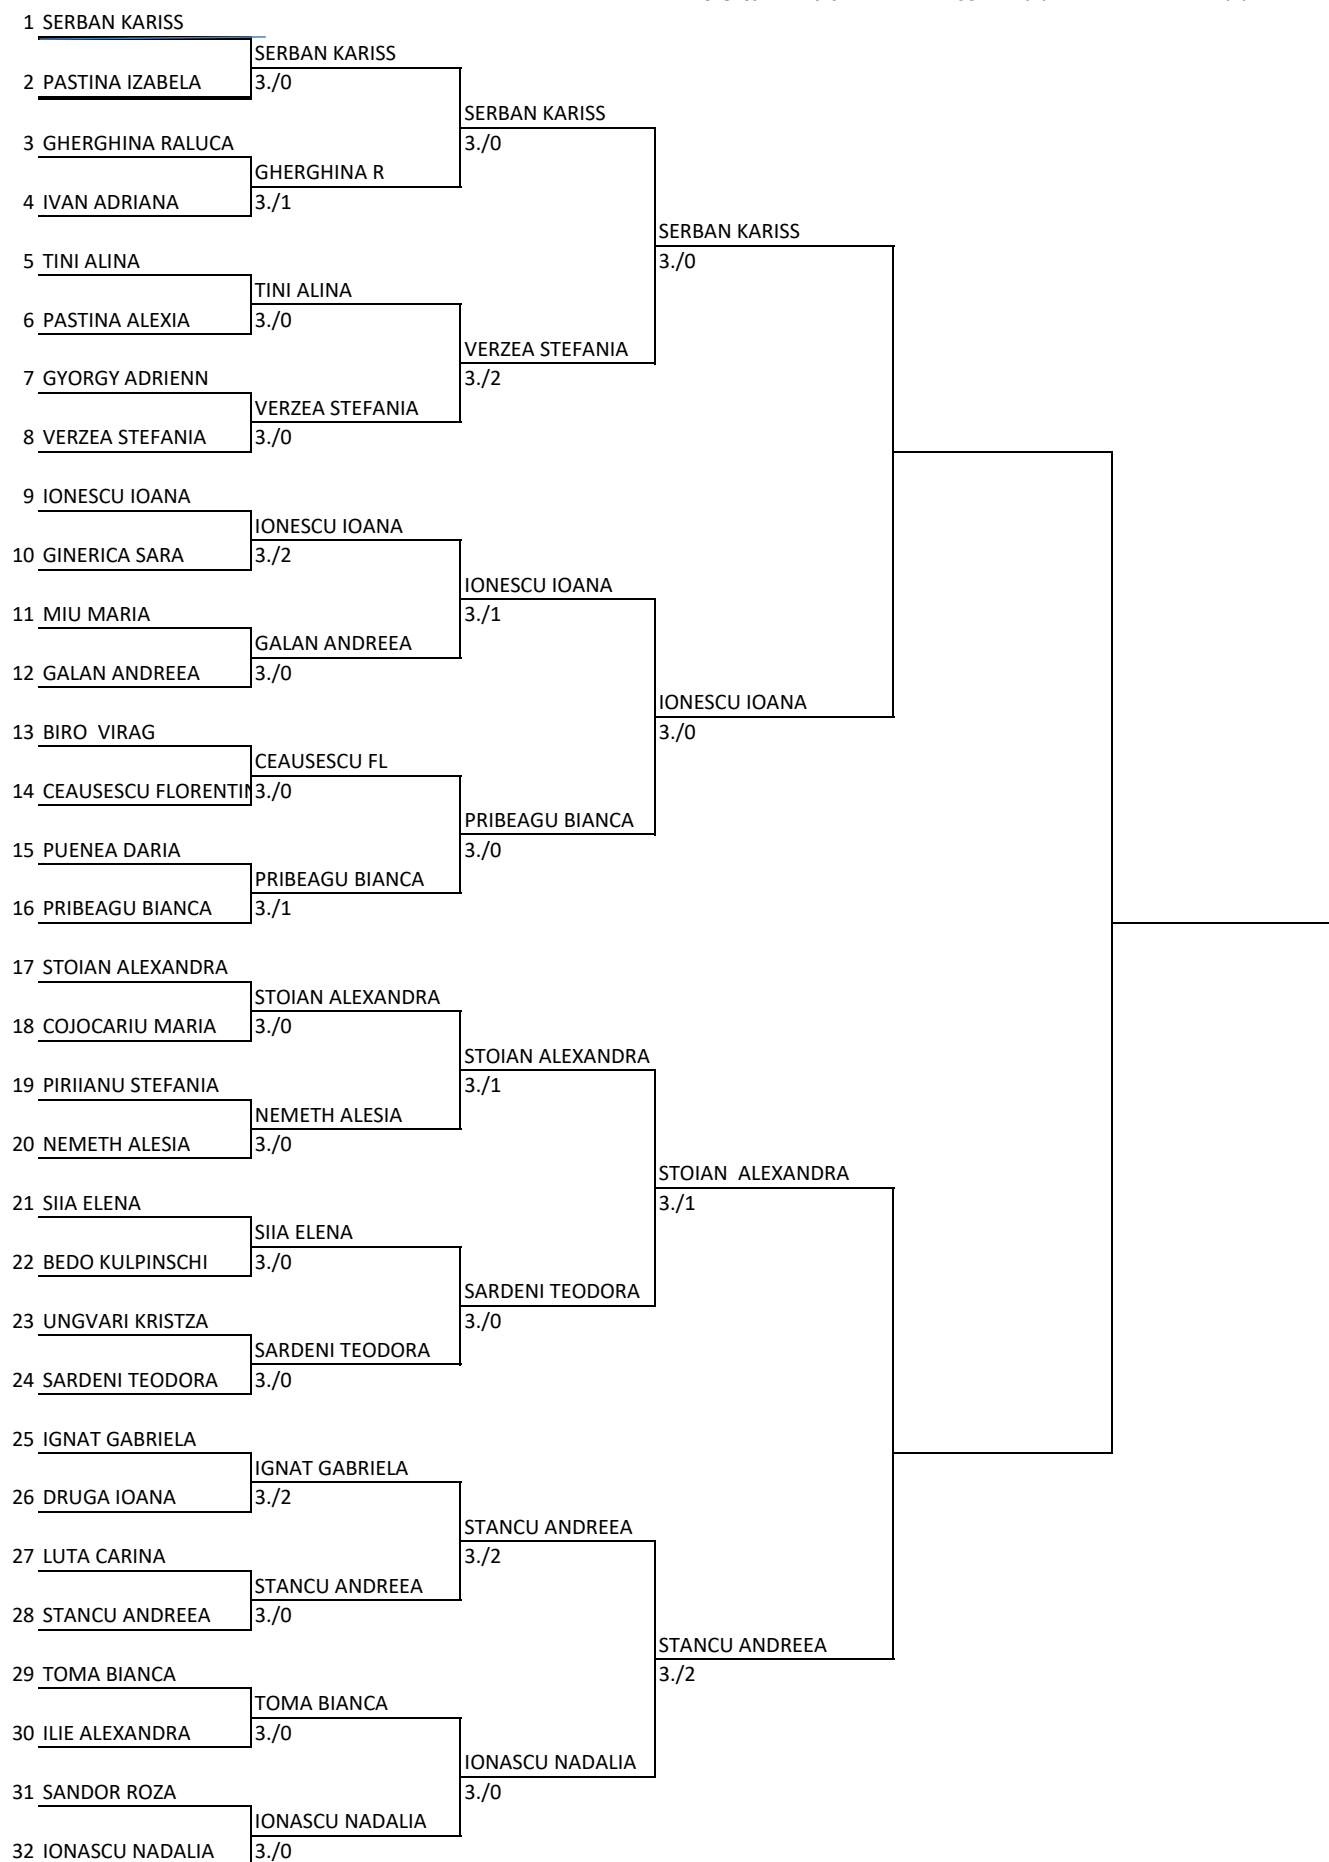 1 SERBAN KARISS
SERBAN KARISS
2 PASTINA IZABELA 3./0
SERBAN KARISS
3 GHERGHINA RALUCA 3./0
GHERGHINA R
4 IVAN ADRIANA 3./1
SERBAN KARISS
5 TINI ALINA 3./0
TINI ALINA
6 PASTINA ALEXIA 3./0
VERZEA STEFANIA
7 GYORGY ADRIENN 3./2
VERZEA STEFANIA
8 VERZEA STEFANIA 3./0
9 IONESCU IOANA
IONESCU IOANA
10 GINERICA SARA 3./2
IONESCU IOANA
11 MIU MARIA 3./1
GALAN ANDREEA
12 GALAN ANDREEA 3./0
IONESCU IOANA
13 BIRO VIRAG 3./0
CEAUSESCU FL
14 CEAUSESCU FLORENTIN 3./0
PRIBEAGU BIANCA
15 PUENEA DARIA 3./0
PRIBEAGU BIANCA
16 PRIBEAGU BIANCA 3./1
17 STOIAN ALEXANDRA
STOIAN ALEXANDRA
18 COJOCARIU MARIA 3./0
STOIAN ALEXANDRA
19 PIRIIANU STEFANIA 3./1
NEMETH ALESIA
20 NEMETH ALESIA 3./0
STOIAN ALEXANDRA
21 SIIA ELENA 3./1
SIIA ELENA
22 BEDO KULPINSCHI 3./0
SARDENI TEODORA
23 UNGVARI KRISTZA 3./0
SARDENI TEODORA
24 SARDENI TEODORA 3./0
25 IGNAT GABRIELA
IGNAT GABRIELA
26 DRUGA IOANA 3./2
STANCU ANDREEA
27 LUTA CARINA 3./2
STANCU ANDREEA
28 STANCU ANDREEA 3./0
STANCU ANDREEA
29 TOMA BIANCA 3./2
TOMA BIANCA
30 ILIE ALEXANDRA 3./0
IONASCU NADALIA
31 SANDOR ROZA 3./0
IONASCU NADALIA
32 IONASCU NADALIA 3./0